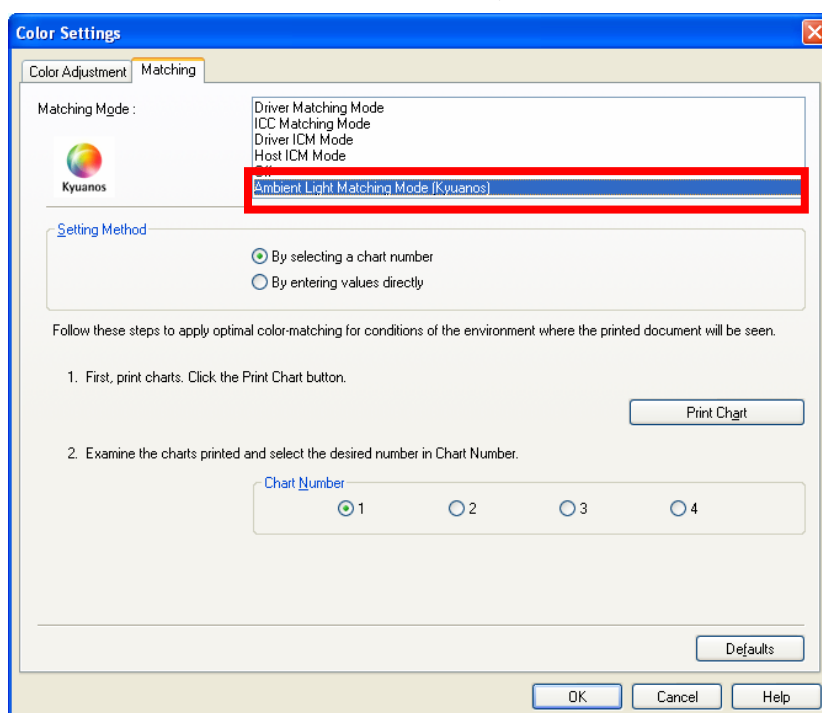 Color Settings
Color Adjustment Matching
Matching Mode :
Driver Matching Mode
ICC Matching Mode
Driver ICM Mode
Host ICM Mode
Off
Ambient Light Matching Mode (Kyuanos)
Kyuanos
Setting Method
By selecting a chart number
By entering values directly
Follow these steps to apply optimal color-matching for conditions of the environment where the printed document will be seen.
1. First, print charts. Click the Print Chart button.
Print Chart
2. Examine the charts printed and select the desired number in Chart Number.
Chart Number
1 2 3 4
Defaults
OK Cancel Help